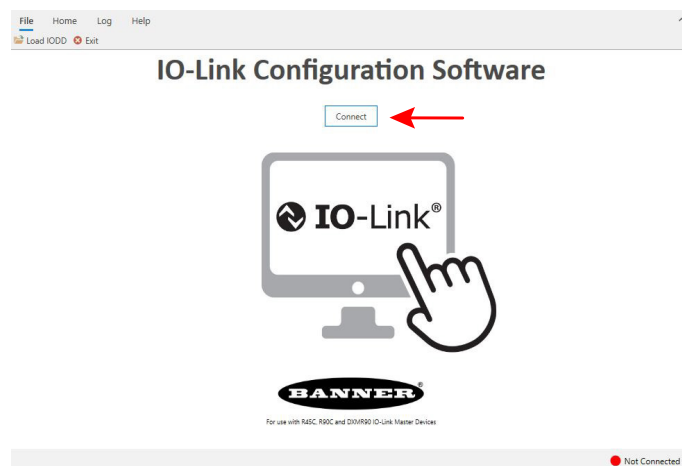 File Home Log Help
Load IODD Exit
IO-Link Configuration Software
Connect
IO-Link®
BANNER®
For use with R45C, R90C and DXMR90 IO-Link Master Devices
Not Connected